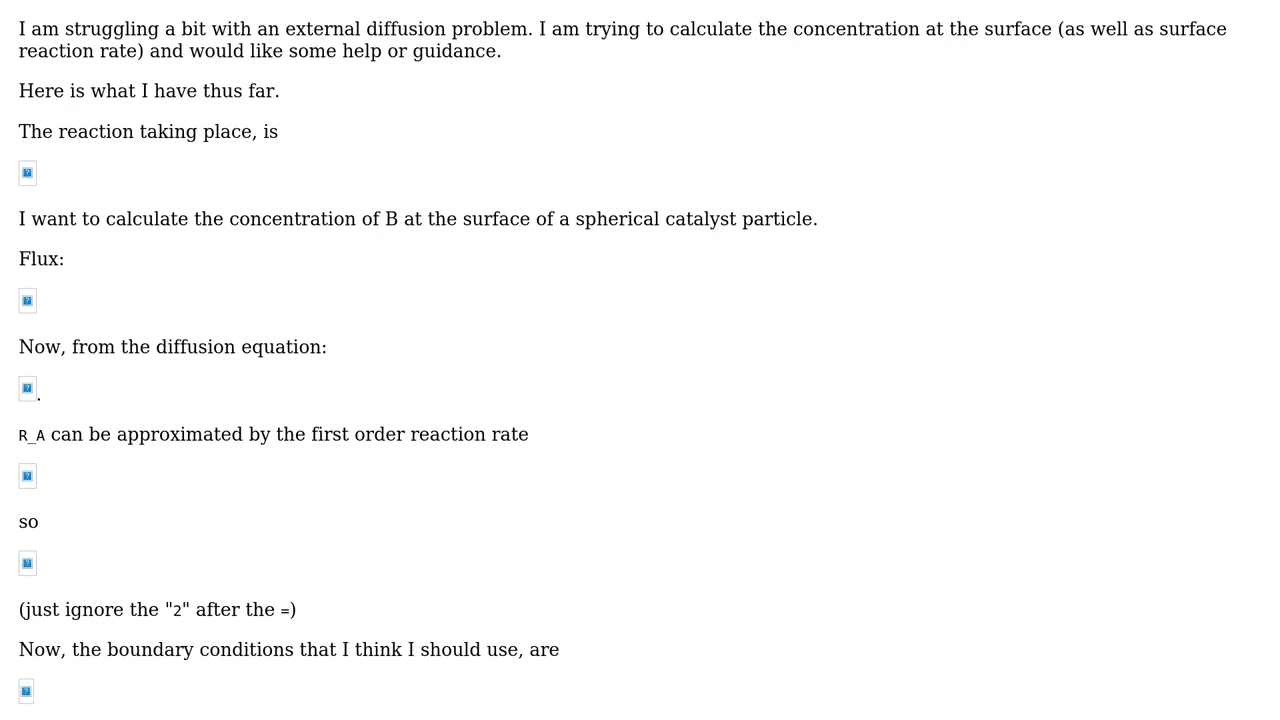 I am struggling a bit with an external diffusion problem. I am trying to calculate the concentration at the surface (as well as surface
reaction rate) and would like some help or guidance.
Here is what I have thus far.
The reaction taking place, is
I want to calculate the concentration of B at the surface of a spherical catalyst particle.
Flux:
Now, from the diffusion equation:
.
R_A can be approximated by the first order reaction rate
so
(just ignore the "2" after the =)
Now, the boundary conditions that I think I should use, are